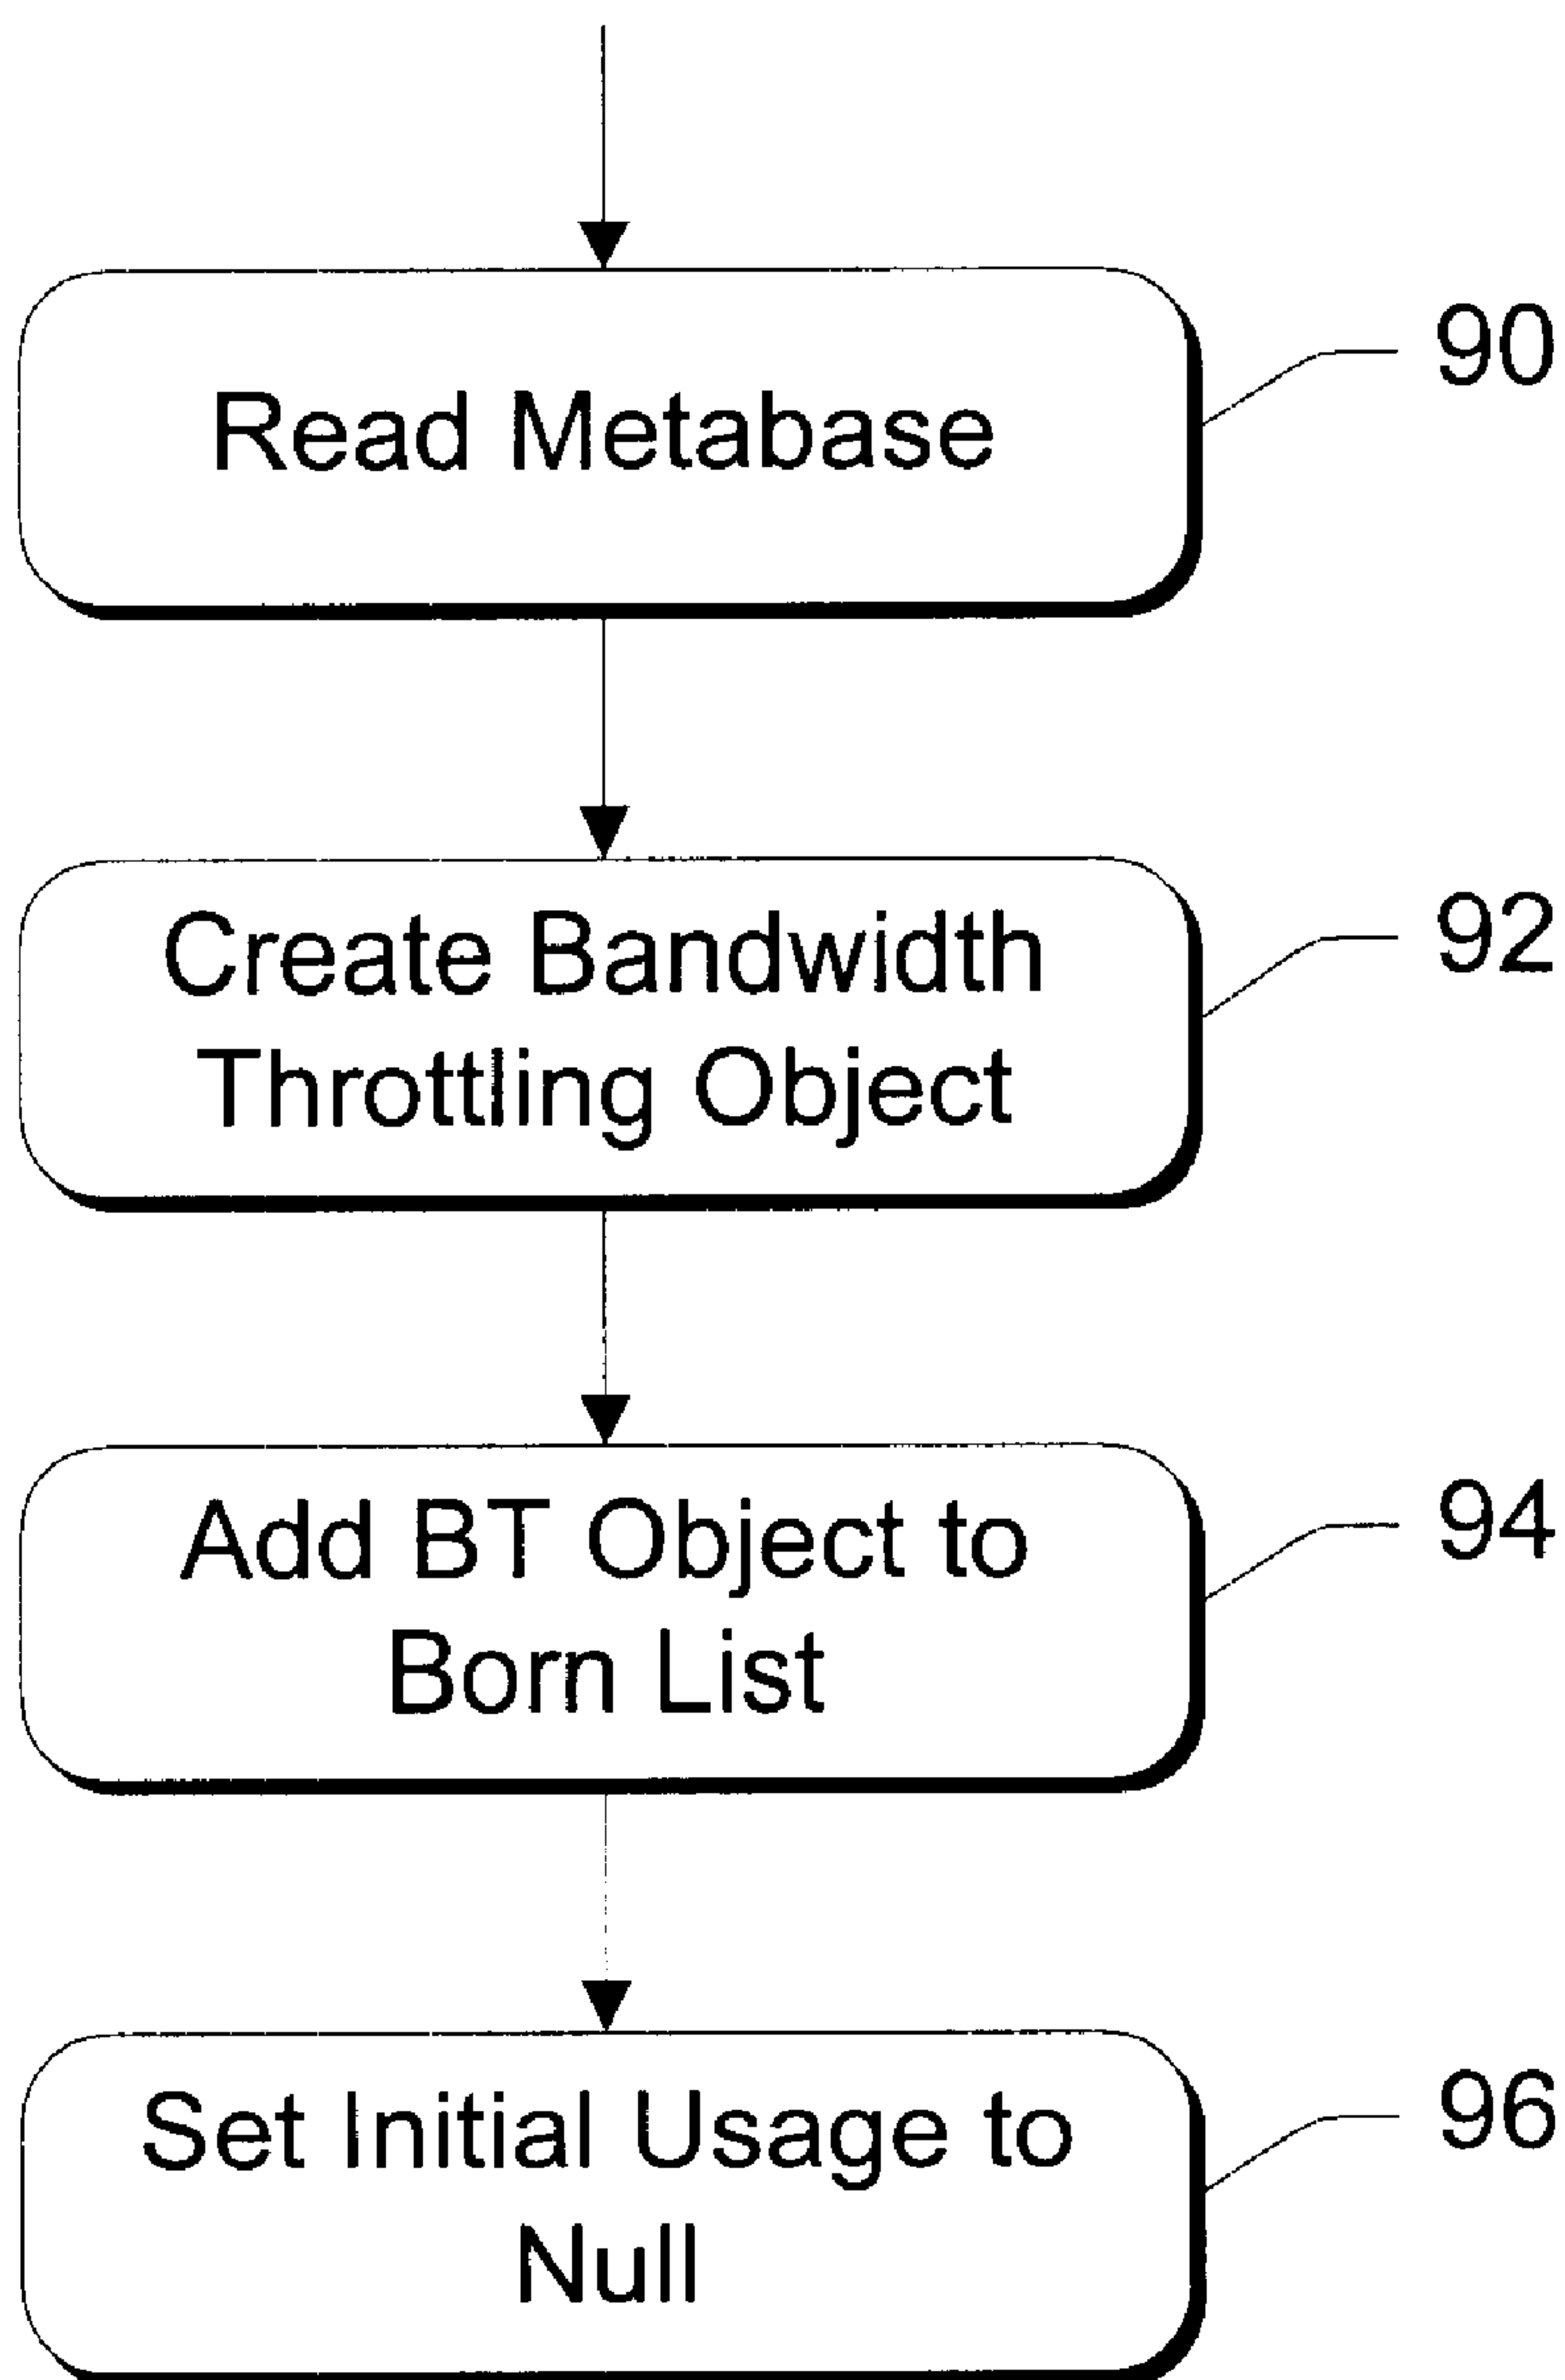 Read Metabase
90
Create Bandwidth
Throttling Object
92
Add BT Object to
Born List
94
Set Initial Usage to
Null
96